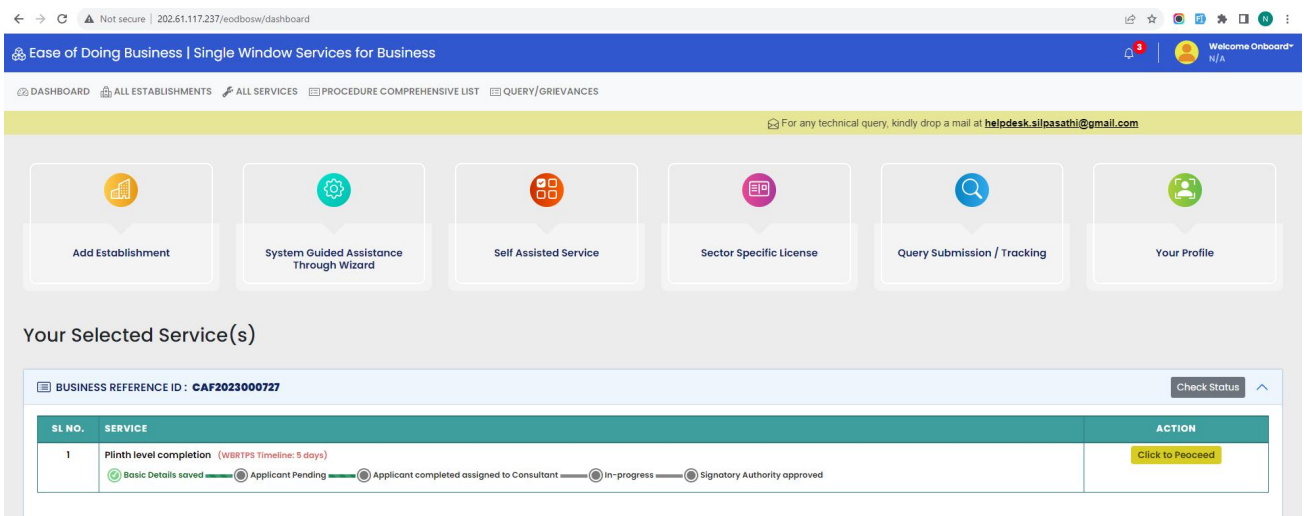 Not secure | 202.61.117.237/eodbosw/dashboard
N
Ease of Doing Business | Single Window Services for Business
3
Welcome Onboard
N/A
DASHBOARD ALL ESTABLISHMENTS ALL SERVICES PROCEDURE COMPREHENSIVE LIST QUERY/GRIEVANCES
For any technical query, kindly drop a mail at helpdesk.silpasathi@gmail.com
Add Establishment
System Guided Assistance
Through Wizard
Self Assisted Service
Sector Specific License
Query Submission / Tracking
Your Profile
Your Selected Service(s)
BUSINESS REFERENCE ID : CAF2023000727
Check Status
SL NO. SERVICE ACTION
1 Plinth level completion (WBRTPS Timeline: 5 days) Click to Peoceed
Basic Details saved Applicant Pending Applicant completed assigned to Consultant In-progress Signatory Authority approved